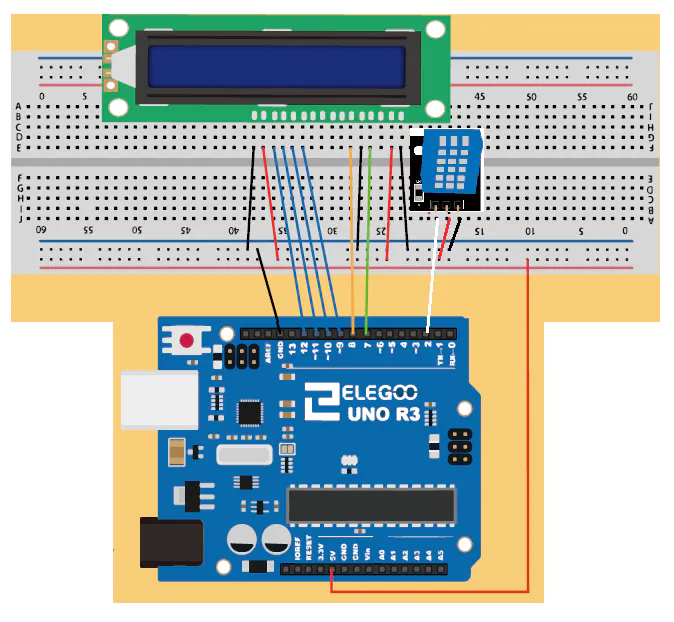 0 5 45 50 55 60
A J
B I
C H
D G
E F
F E
G D
H C
I B
J A
60 55 50 45 40 35 30 25 20 15 10 5 0
AREF GND 13 12 ~11 ~10 ~9 8 7 ~6 ~5 4 ~3 2 TX→1 RX←0
ELEGOO
UNO R3
IOREF RESET 3.3V 5V GND GND Vin A0 A1 A2 A3 A4 A5